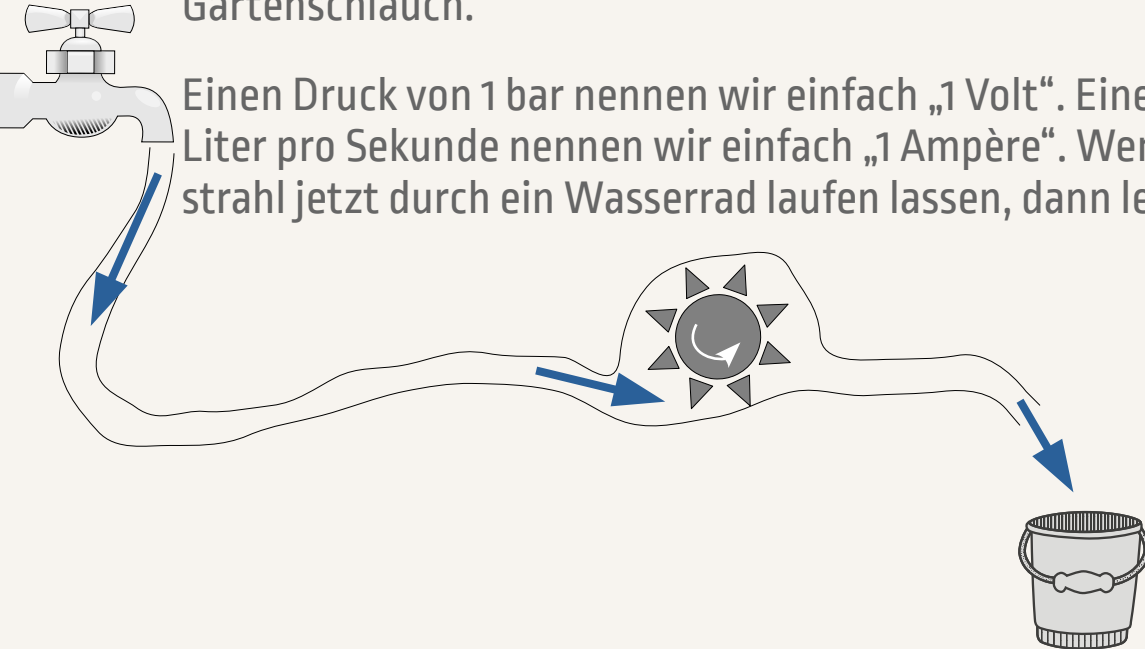 Gartenschlauch.
Einen Druck von 1 bar nennen wir einfach „1 Volt“. Eine
Liter pro Sekunde nennen wir einfach „1 Ampère“. Wer
strahl jetzt durch ein Wasserrad laufen lassen, dann le